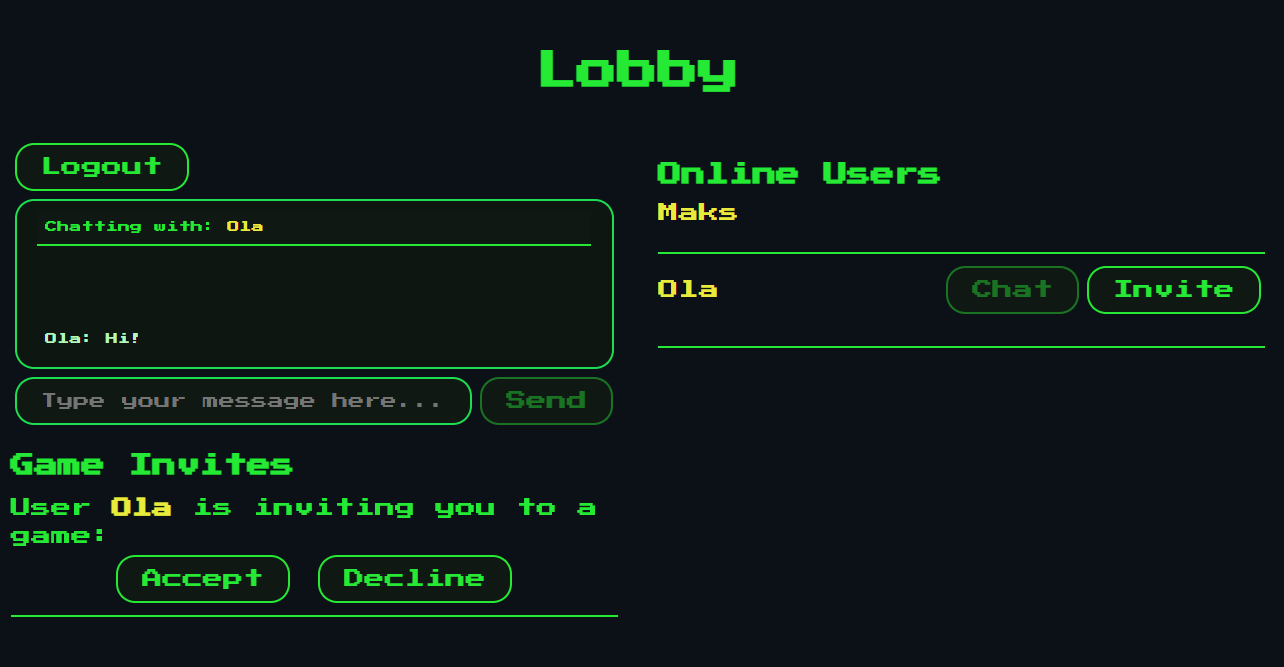 Lobby
Logout
Chatting with: Ola
Ola: Hi!
Type your message here...
Send
Game Invites
User Ola is inviting you to a
game:
Accept
Decline
Online Users
Maks
Ola
Chat
Invite